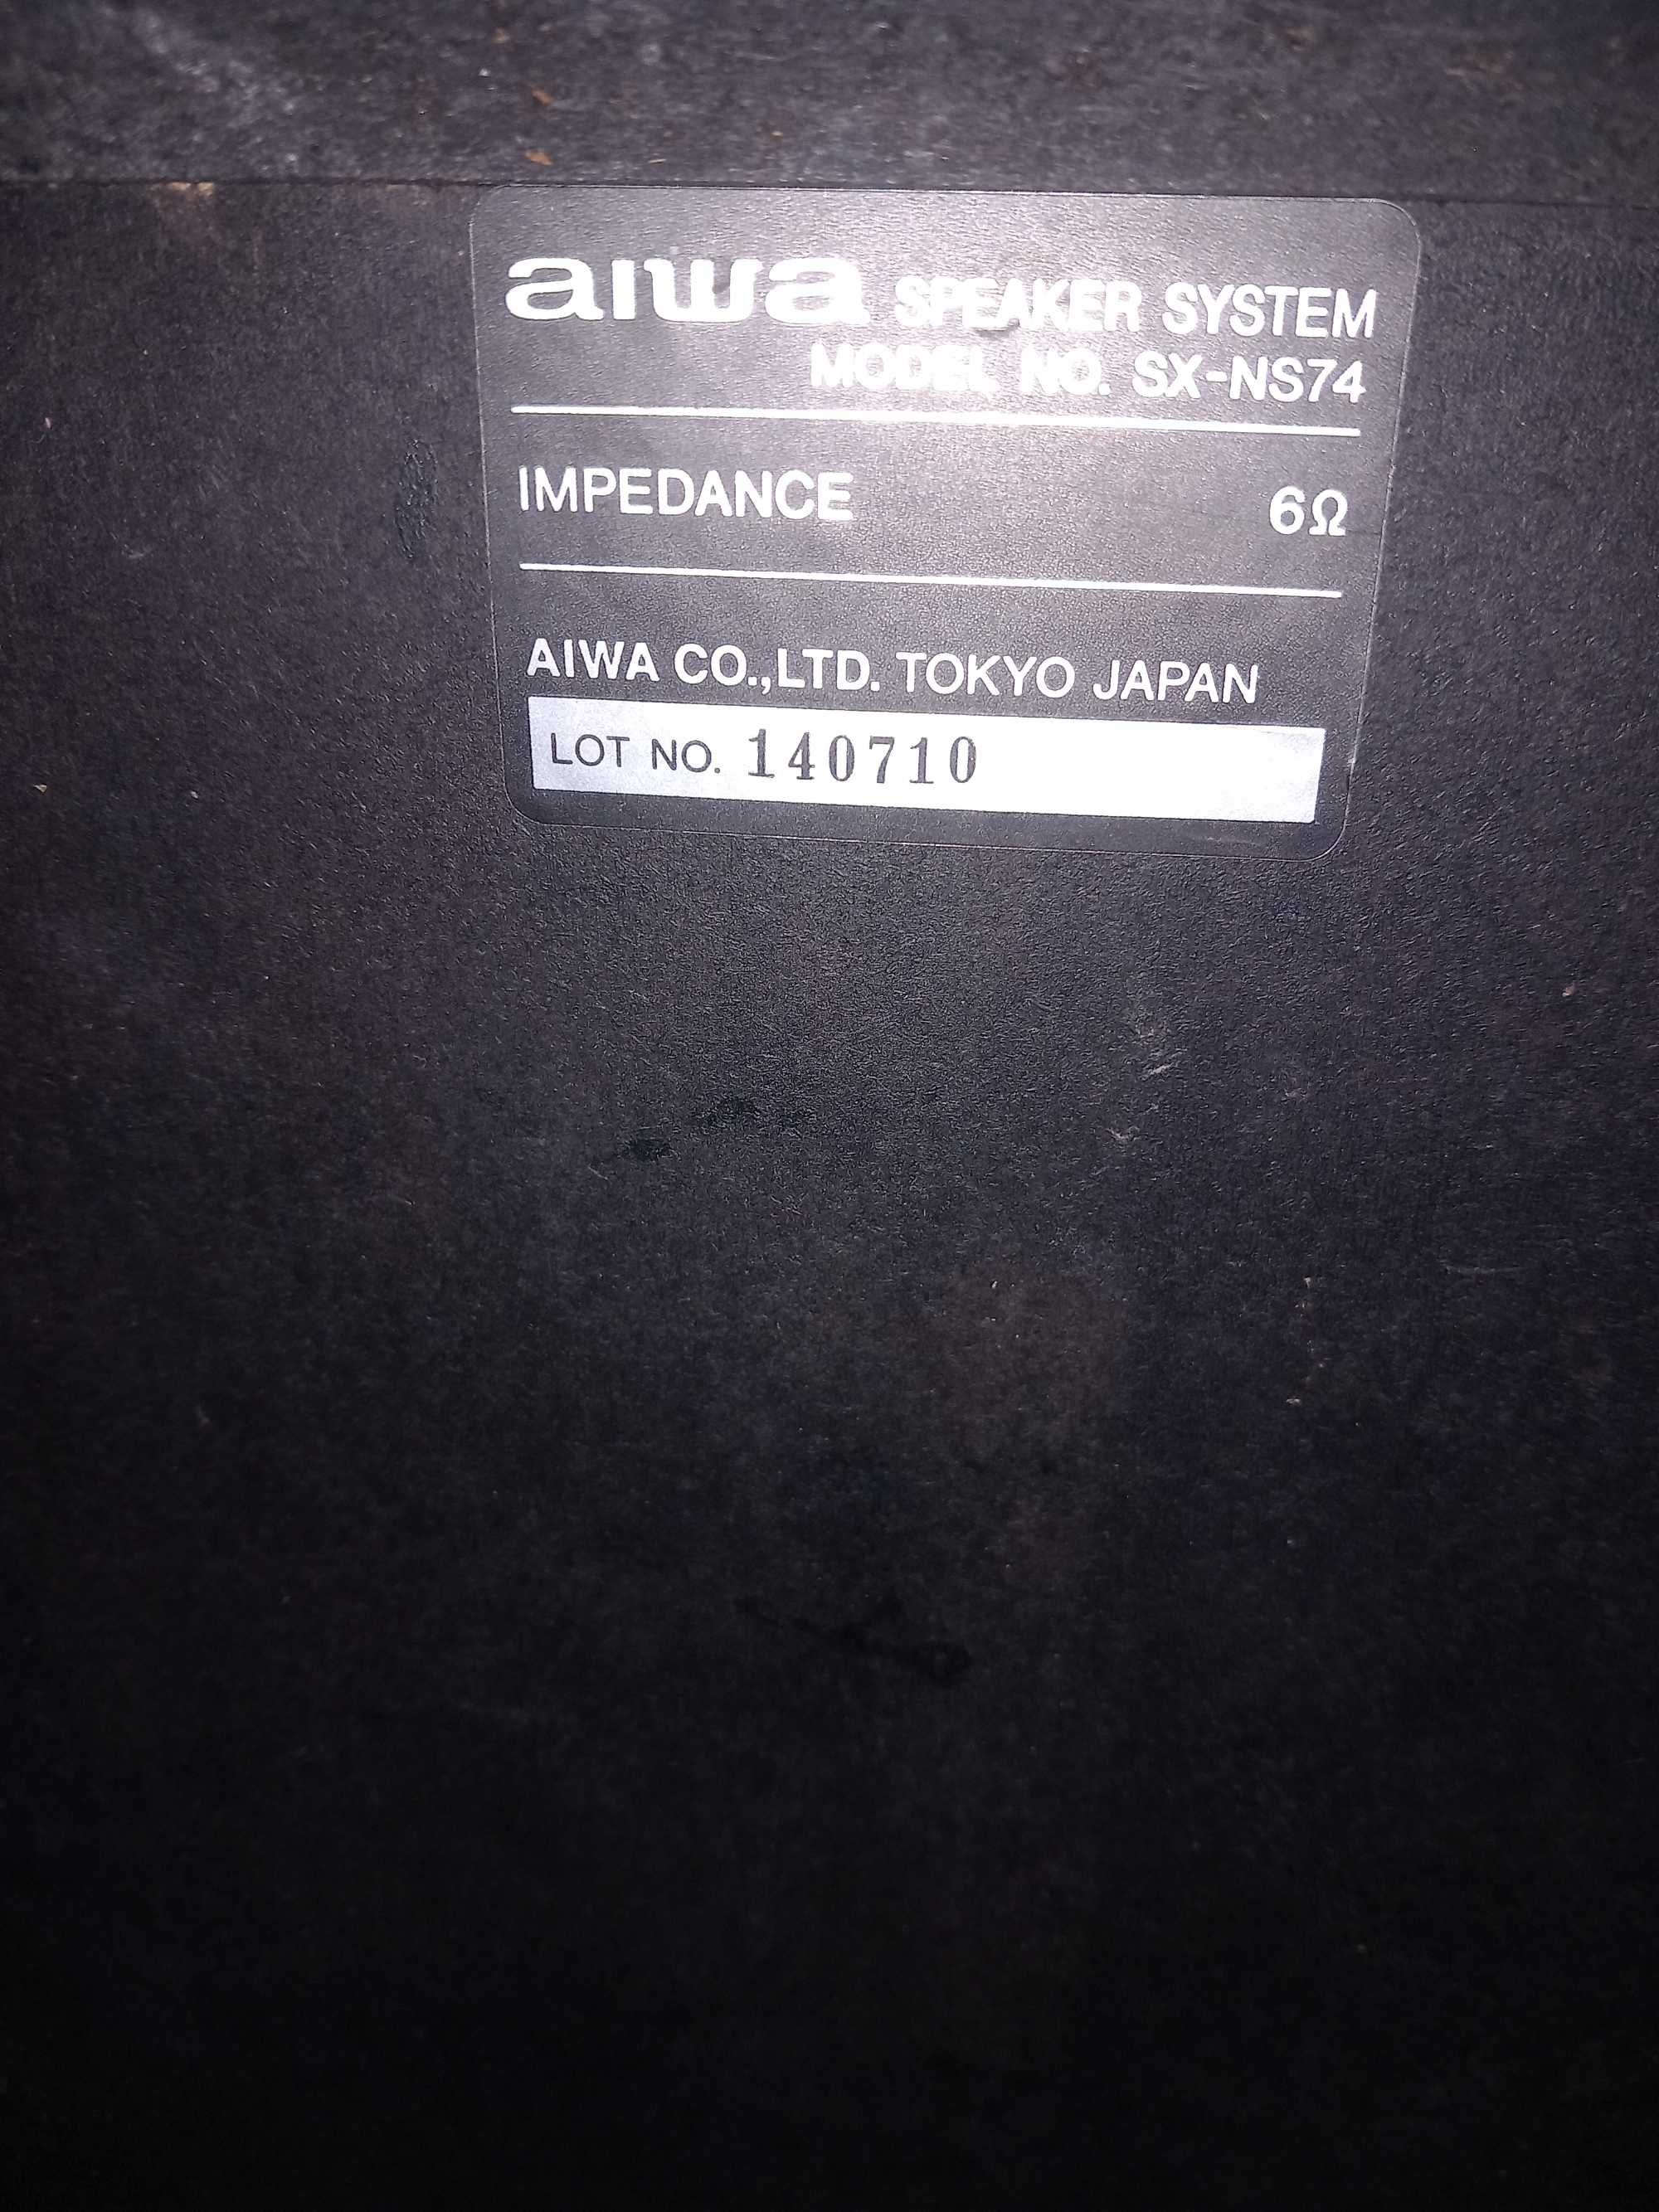 aiwa SPEAKER SYSTEM
MODEL NO. SX-NS74
IMPEDANCE 6Ω
AIWA CO.,LTD. TOKYO JAPAN
LOT NO. 140710